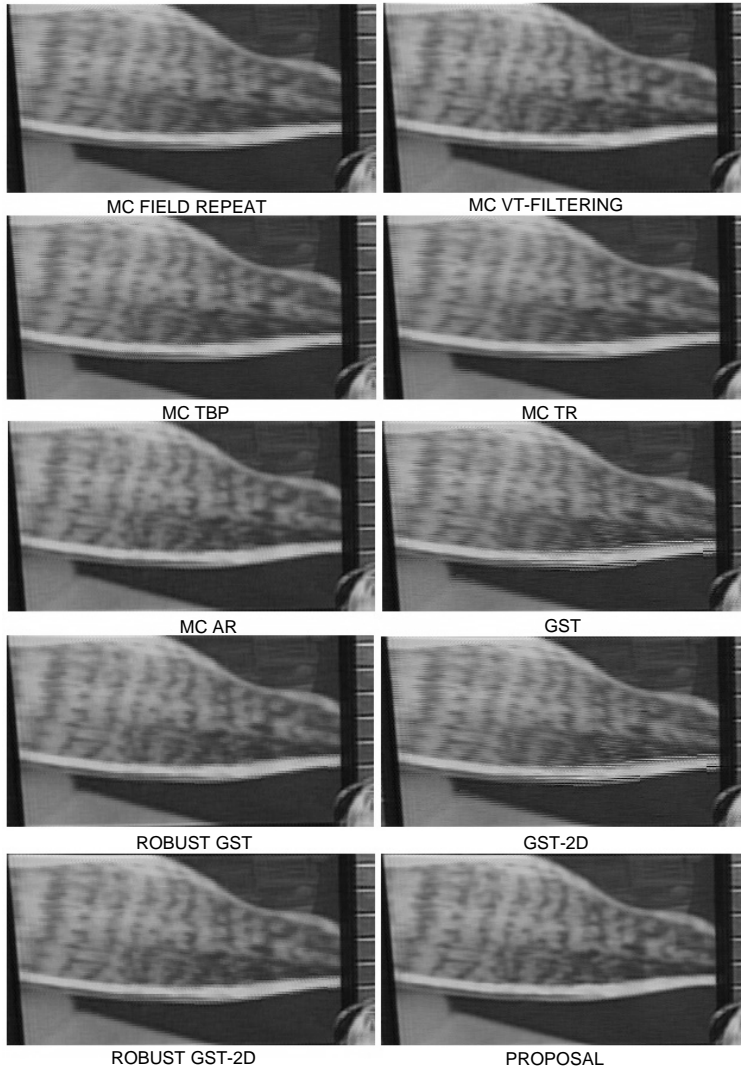 MC FIELD REPEAT
MC VT-FILTERING
MC TBP
MC TR
MC AR
GST
ROBUST GST
GST-2D
ROBUST GST-2D
PROPOSAL